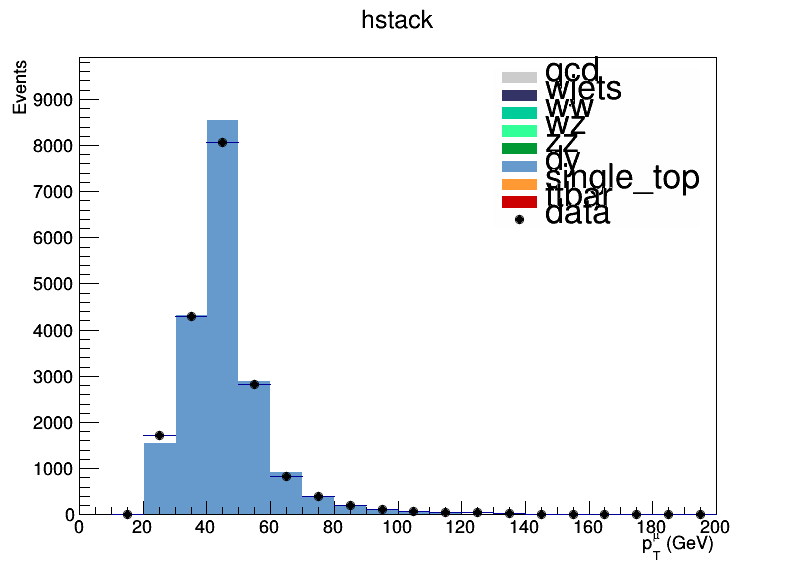 hstack
Events
qcd
wjets
ww
wz
zz
dy
single_top
ttbar
data
9000
8000
7000
6000
5000
4000
3000
2000
1000
0
0 20 40 60 80 100 120 140 160 180 200
p_T^μ (GeV)